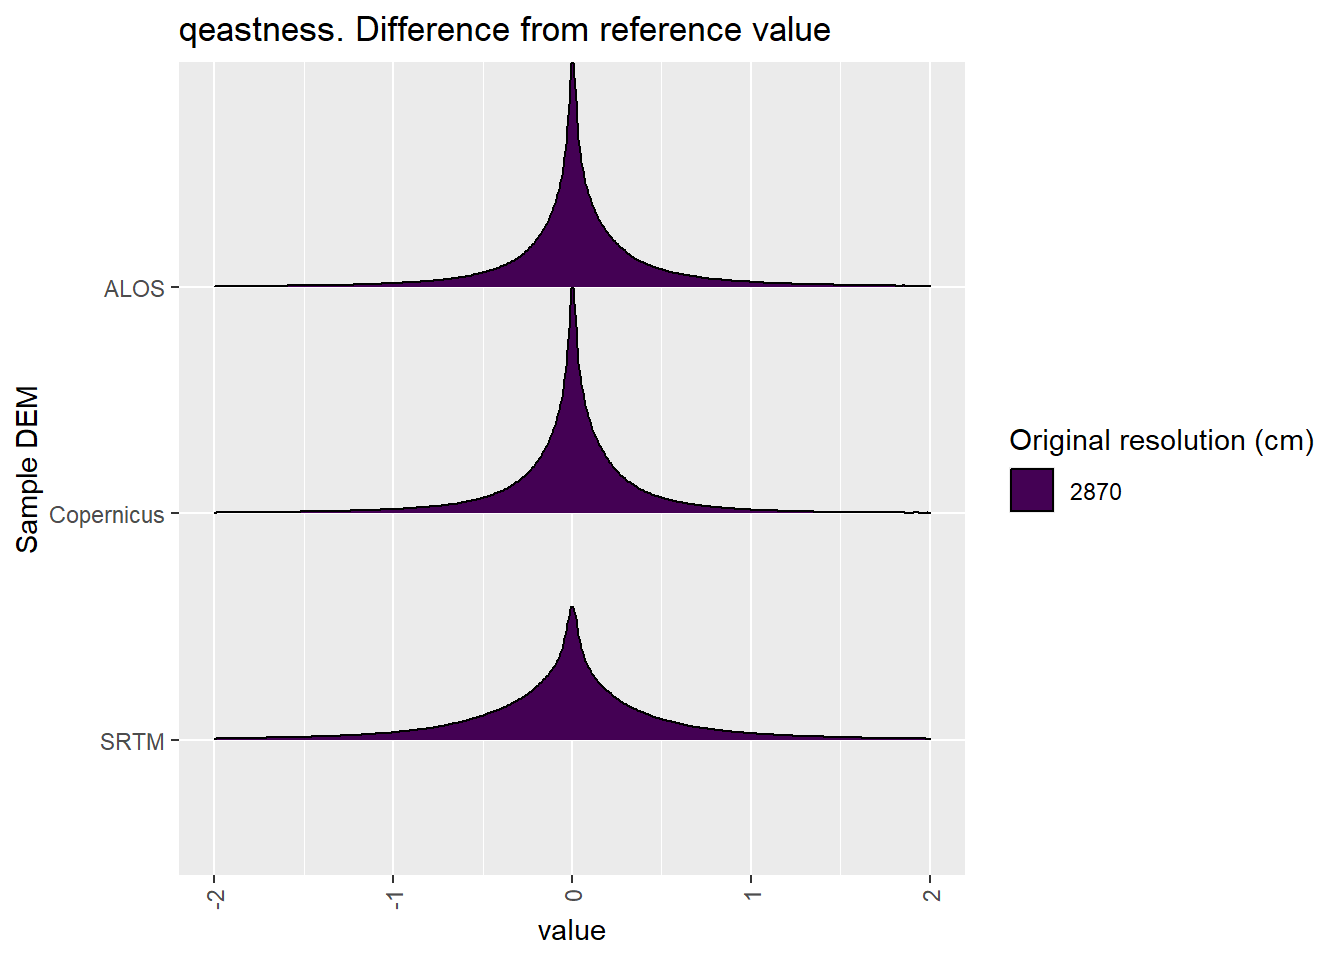 qeastness. Difference from reference value
Sample DEM
ALOS
Copernicus
SRTM
-2
-1
0
1
2
value
Original resolution (cm)
2870